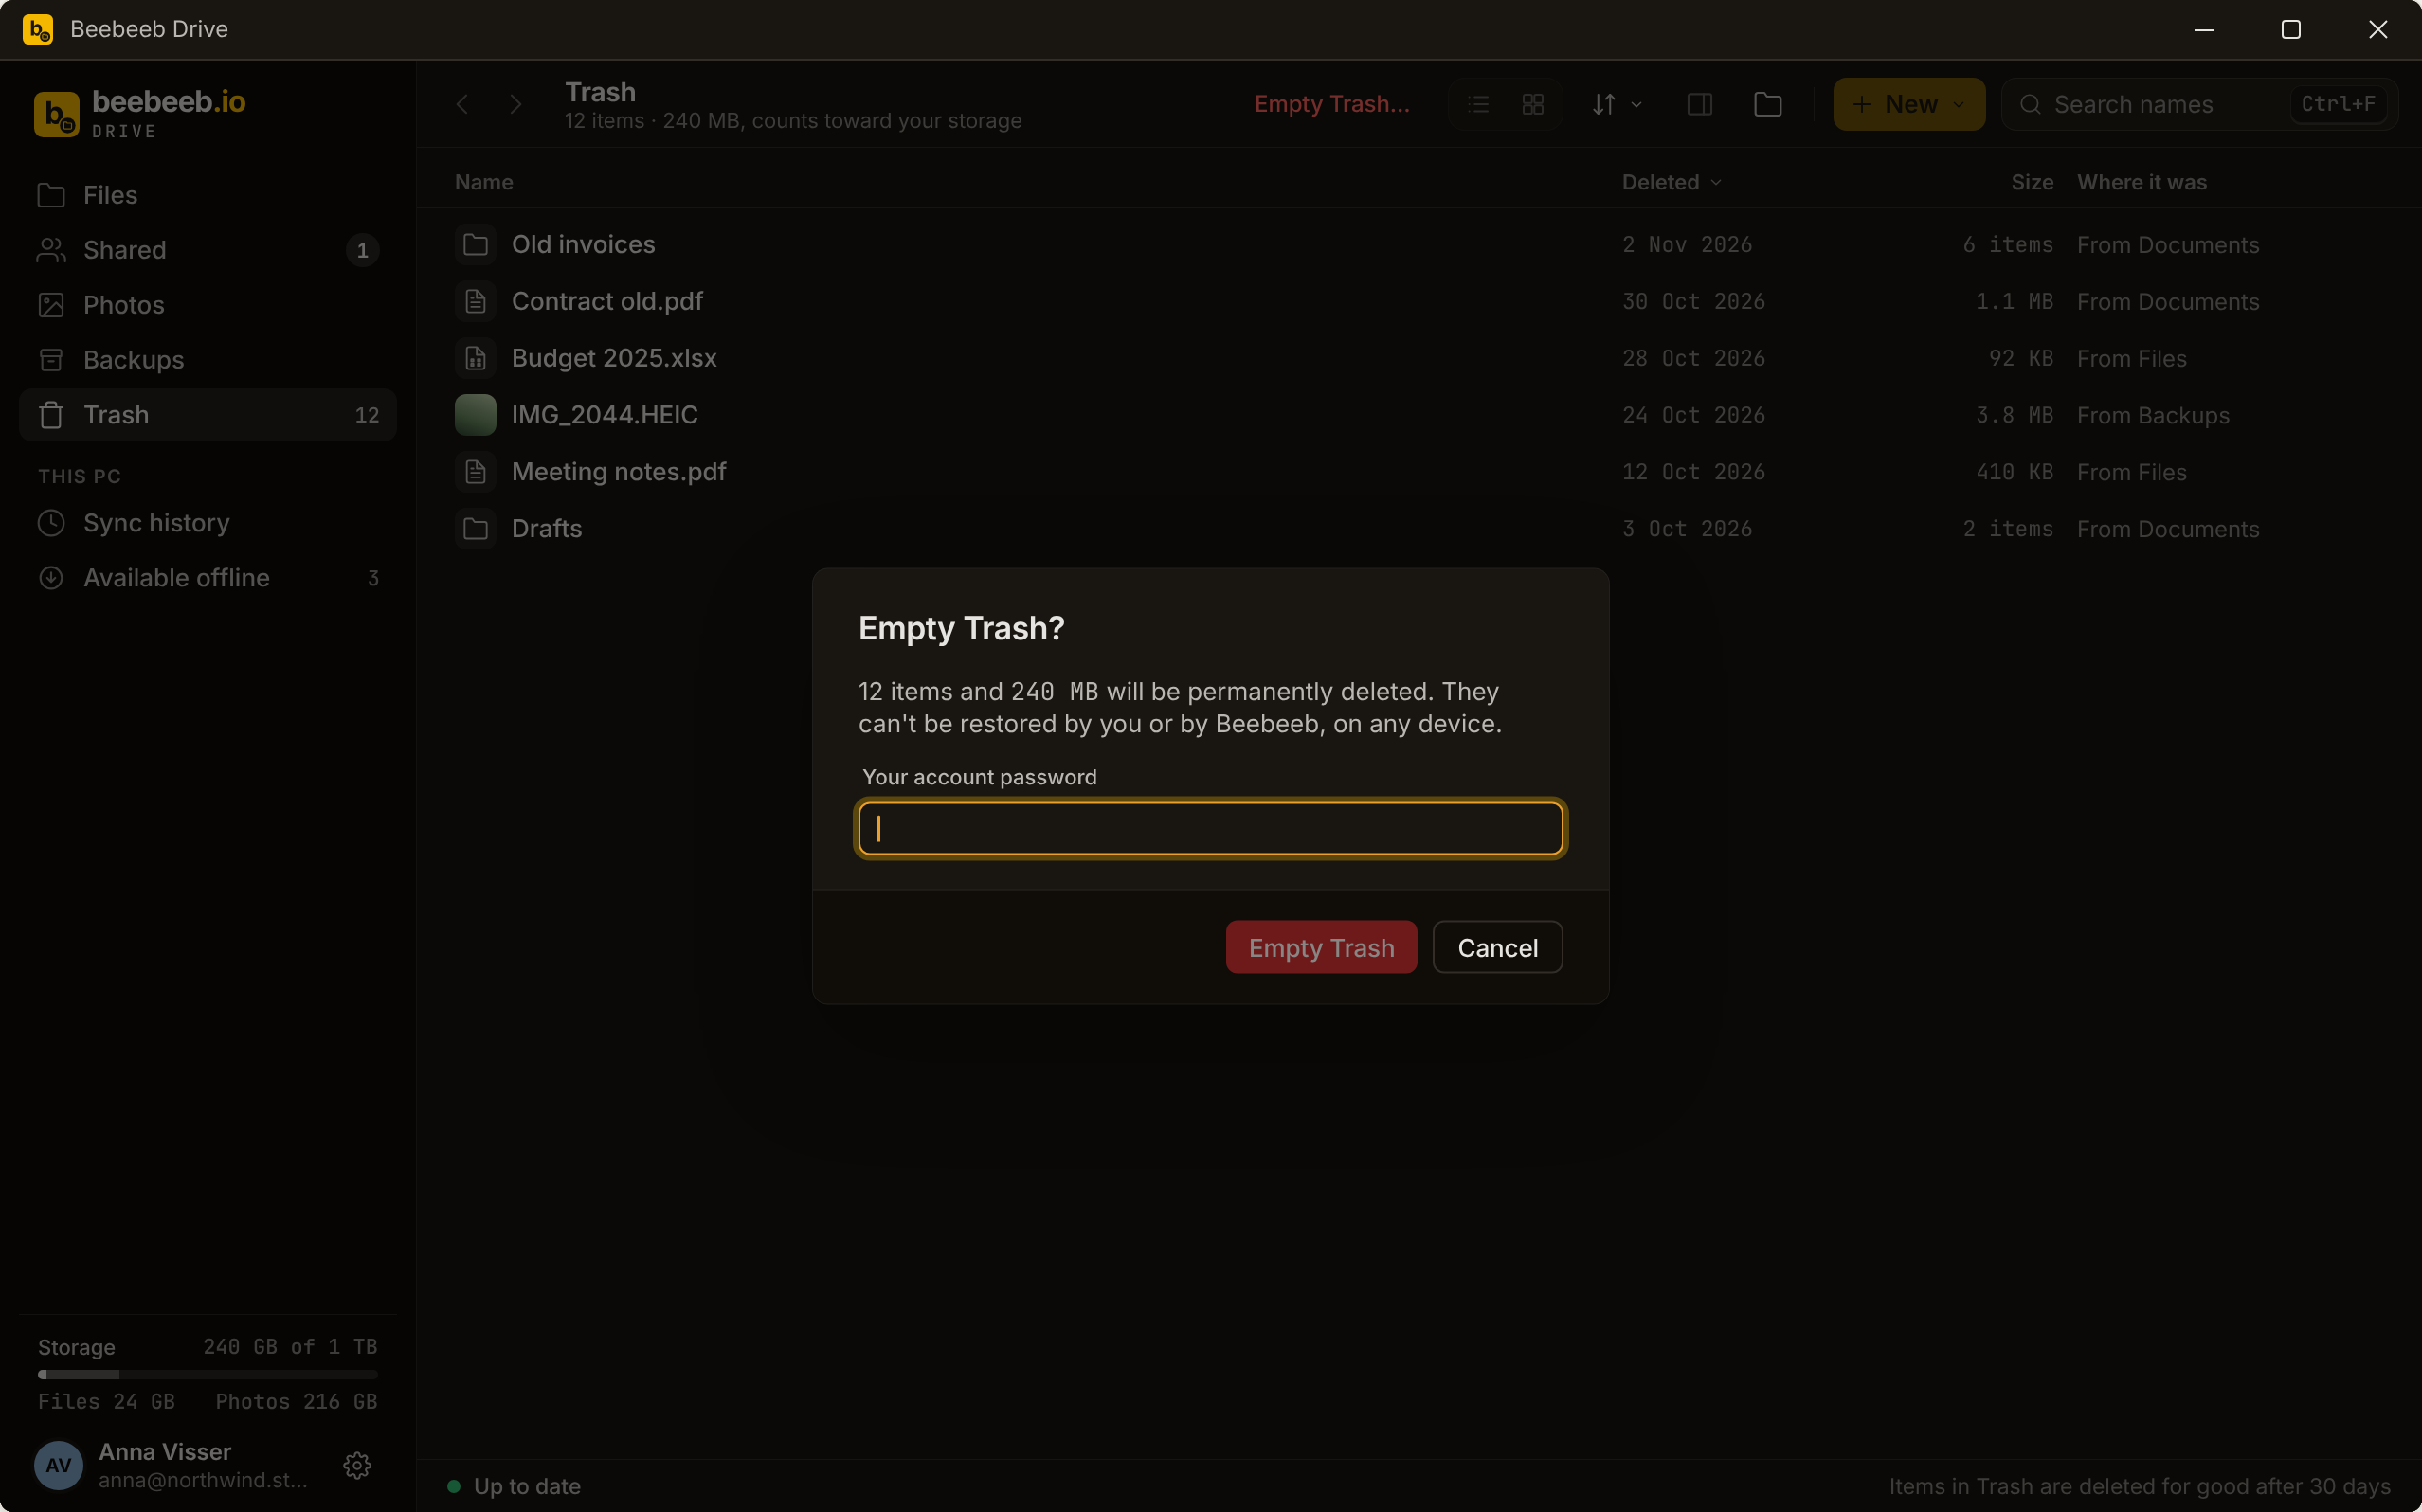 Beebeeb Drive
beebeeb.io
DRIVE
Files
Shared 1
Photos
Backups
Trash 12
THIS PC
Sync history
Available offline 3
Storage 240 GB of 1 TB
Files 24 GB Photos 216 GB
AV
Anna Visser
anna@northwind.st...
Trash
12 items · 240 MB, counts toward your storage
Empty Trash...
New
Search names Ctrl+F
Name Deleted Size Where it was
Old invoices 2 Nov 2026 6 items From Documents
Contract old.pdf 30 Oct 2026 1.1 MB From Documents
Budget 2025.xlsx 28 Oct 2026 92 KB From Files
IMG_2044.HEIC 24 Oct 2026 3.8 MB From Backups
Meeting notes.pdf 12 Oct 2026 410 KB From Files
Drafts 3 Oct 2026 2 items From Documents
Empty Trash?
12 items and 240 MB will be permanently deleted. They
can't be restored by you or by Beebeeb, on any device.
Your account password
Empty Trash Cancel
Up to date
Items in Trash are deleted for good after 30 days